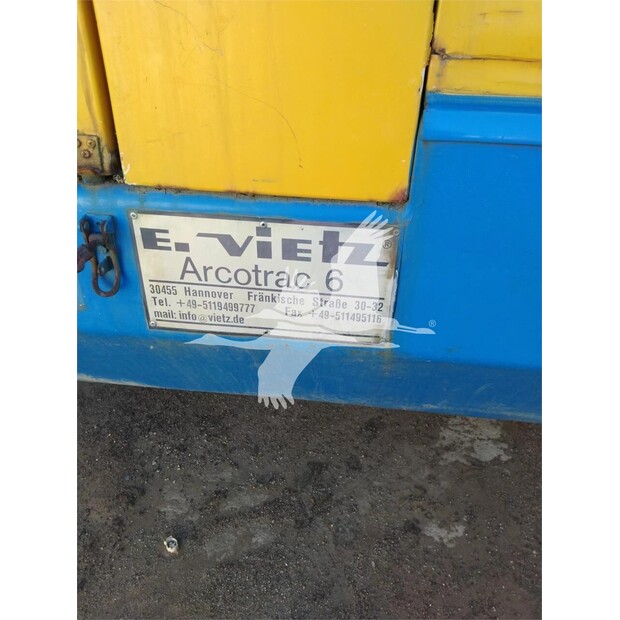 E. VIETZ®
Arcotrac 6
30455 Hannover Fränkische Straße 30-32
Tel. +49-5119499777 Fax +49-511495116
mail: info@vietz.de